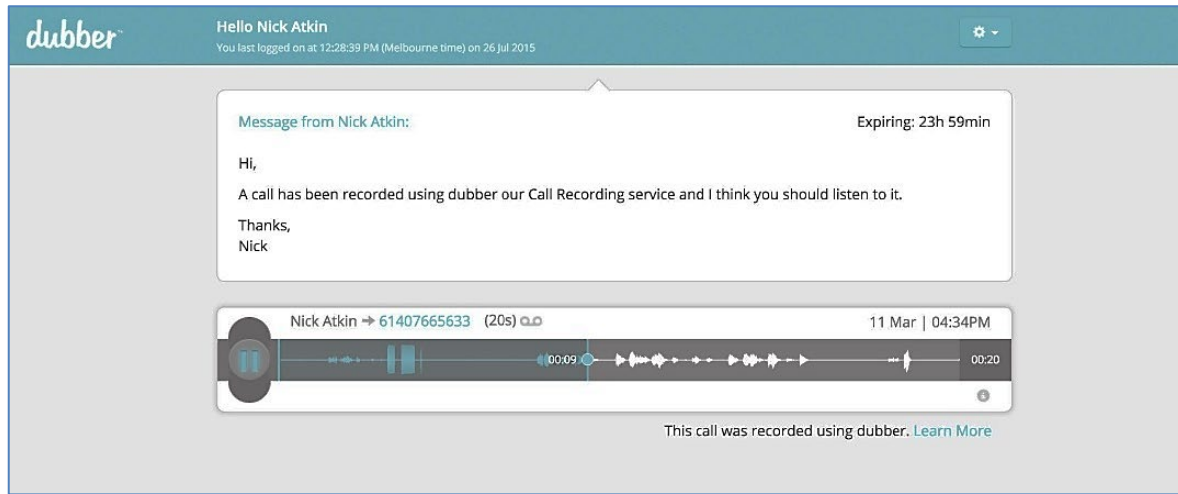 dubber™
Hello Nick Atkin
You last logged on at 12:28:39 PM (Melbourne time) on 26 Jul 2015
Message from Nick Atkin:
Expiring: 23h 59min
Hi,
A call has been recorded using dubber our Call Recording service and I think you should listen to it.
Thanks,
Nick
Nick Atkin → 61407665633 (20s)
11 Mar | 04:34PM
00:09
00:20
This call was recorded using dubber. Learn More